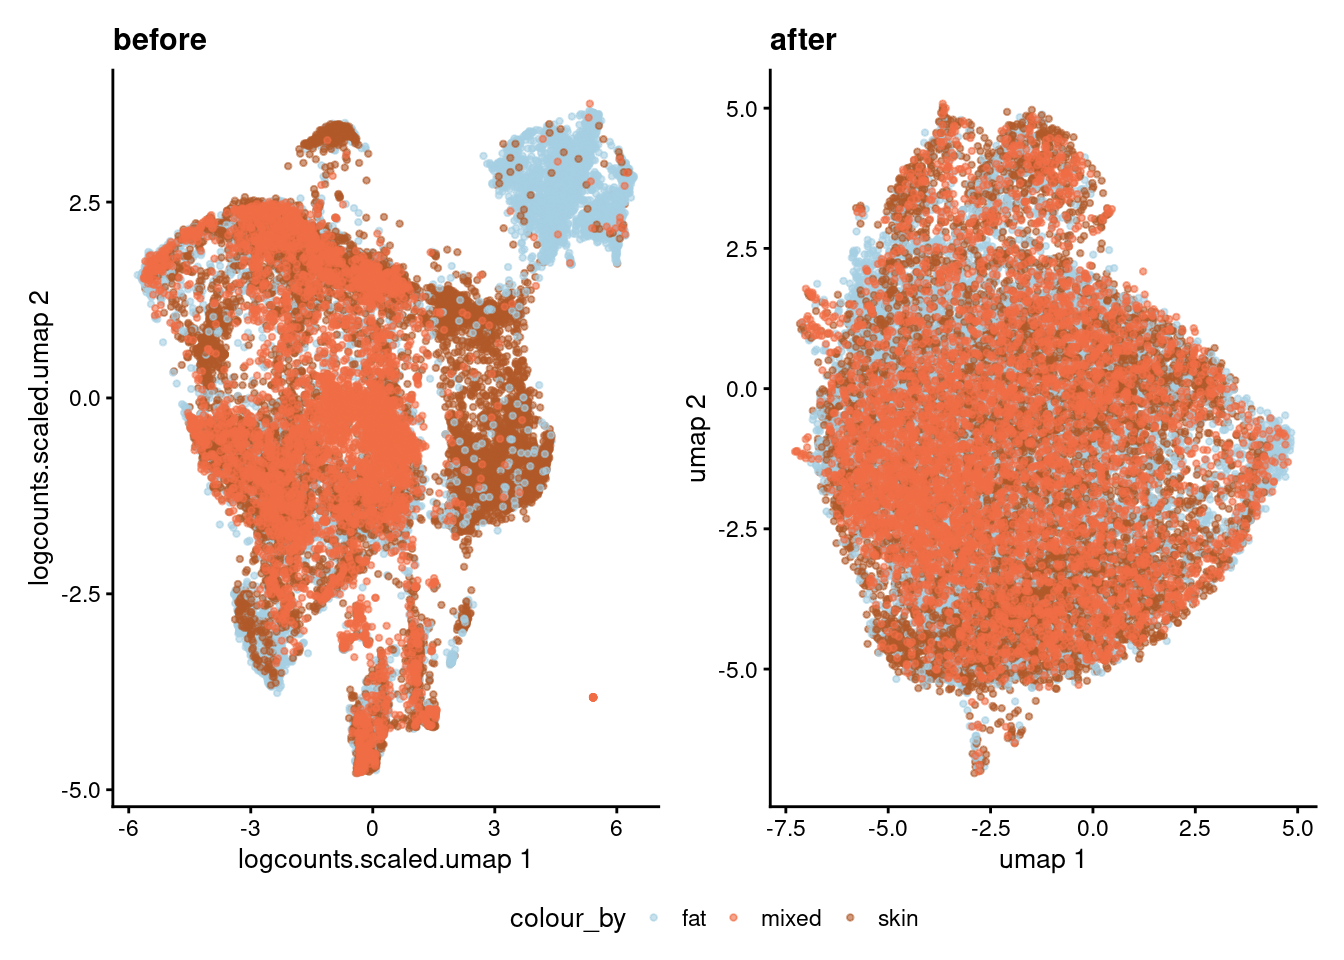 before
logcounts.scaled.umap 2
2.5
0.0
-2.5
-5.0
-6 -3 0 3 6
logcounts.scaled.umap 1
after
umap 2
5.0
2.5
0.0
-2.5
-5.0
-7.5 -5.0 -2.5 0.0 2.5 5.0
umap 1
colour_by fat mixed skin